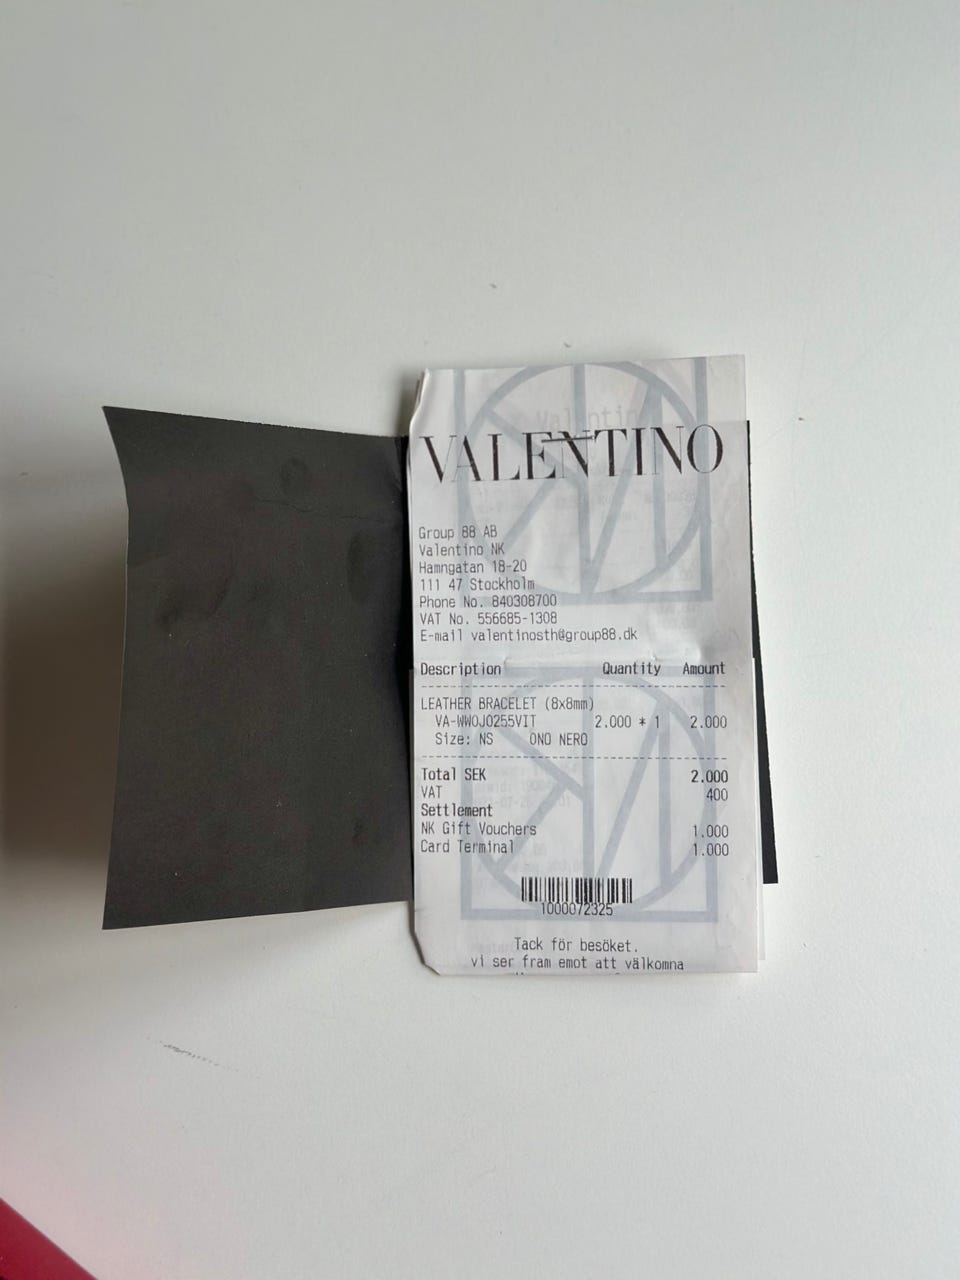 VALENTINO
Group 88 AB
Valentino NK
Hamngatan 18-20
111 47 Stockholm
Phone No. 840308700
VAT No. 556685-1308
E-mail valentinosth@group88.dk
Description Quantity Amount
LEATHER BRACELET (8x8mm)
VA-WW0J0255VIT 2.000 * 1 2.000
Size: NS 0NO NERO
Total SEK 2.000
VAT 400
Settlement
NK Gift Vouchers 1.000
Card Terminal 1.000
1000072325
Tack för besöket.
vi ser fram emot att välkomna